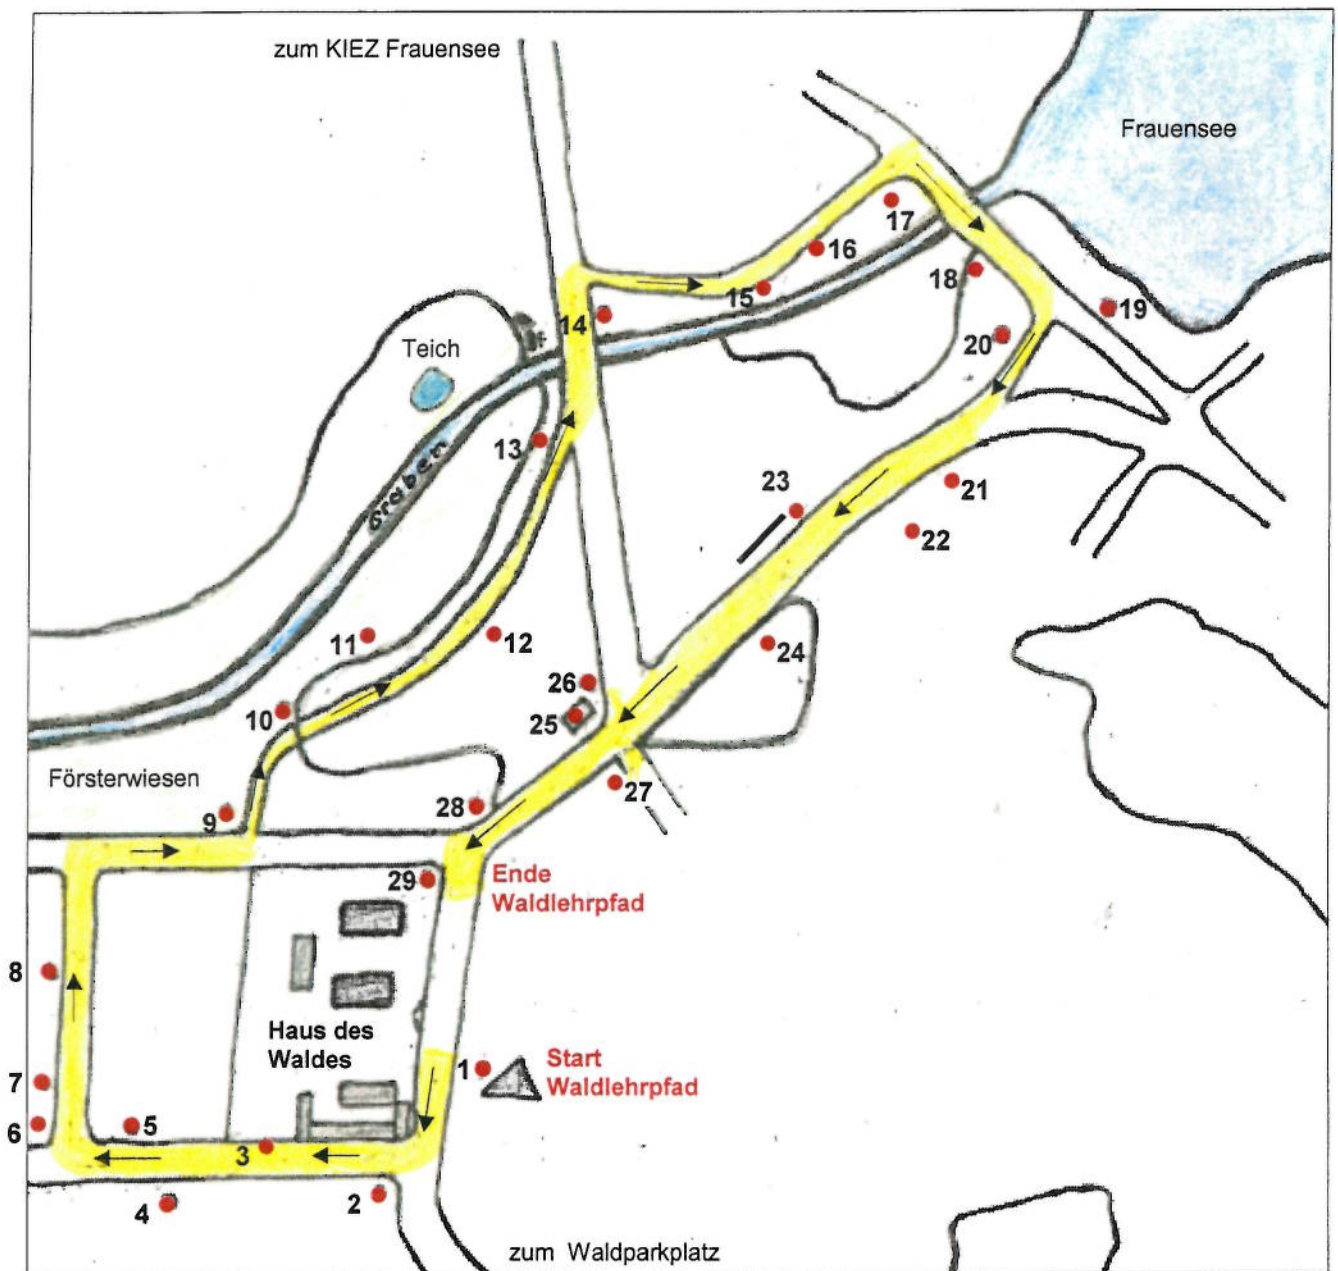 zum KIEZ Frauensee
Frauensee
17
16
18
15
19
14
20
Teich
13
Graben
21
23
22
11
12
24
26
10
25
Försterwiesen
27
28
9
29
Ende
Waldlehrpfad
8
Haus des
Waldes
1
Start
Waldlehrpfad
7
6
5
3
2
4
zum Waldparkplatz